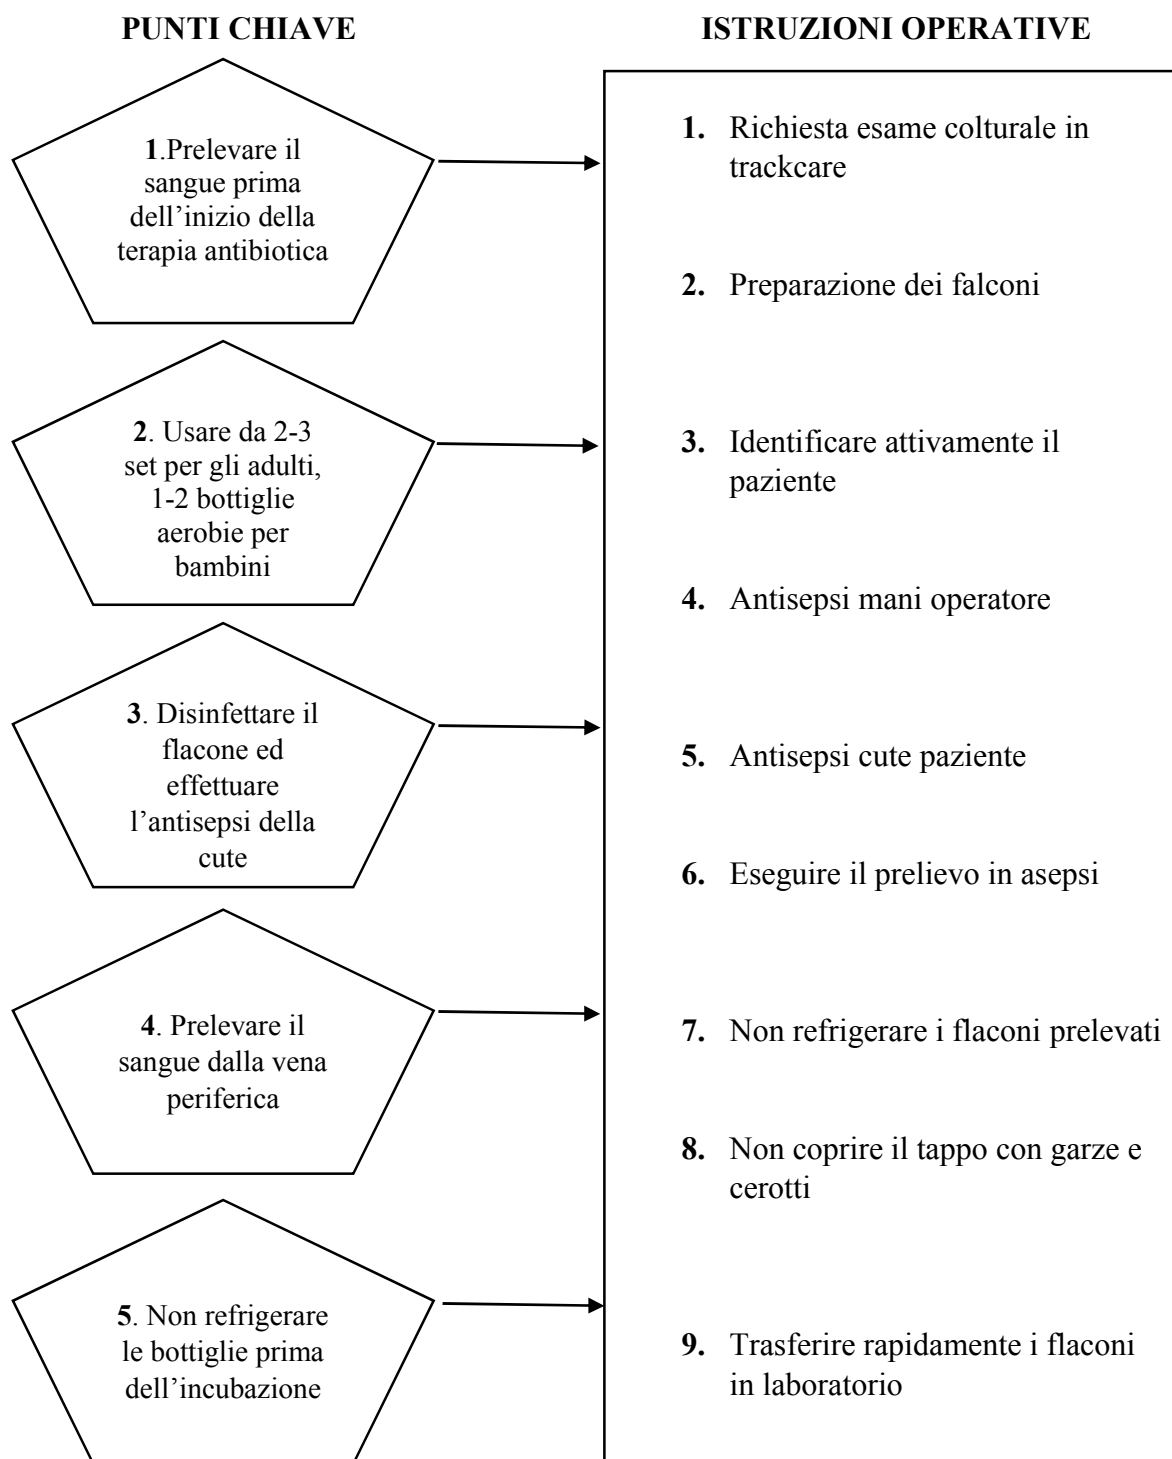 PUNTI CHIAVE
1.Prelevare il
sangue prima
dell’inizio della
terapia antibiotica
2. Usare da 2-3
set per gli adulti,
1-2 bottiglie
aerobie per
bambini
3. Disinfettare il
flacone ed
effettuare
l’antisepsi della
cute
4. Prelevare il
sangue dalla vena
periferica
5. Non refrigerare
le bottiglie prima
dell’incubazione
ISTRUZIONI OPERATIVE
1. Richiesta esame colturale in
trackcare
2. Preparazione dei falconi
3. Identificare attivamente il
paziente
4. Antisepsi mani operatore
5. Antisepsi cute paziente
6. Eseguire il prelievo in asepsi
7. Non refrigerare i flaconi prelevati
8. Non coprire il tappo con garze e
cerotti
9. Trasferire rapidamente i flaconi
in laboratorio